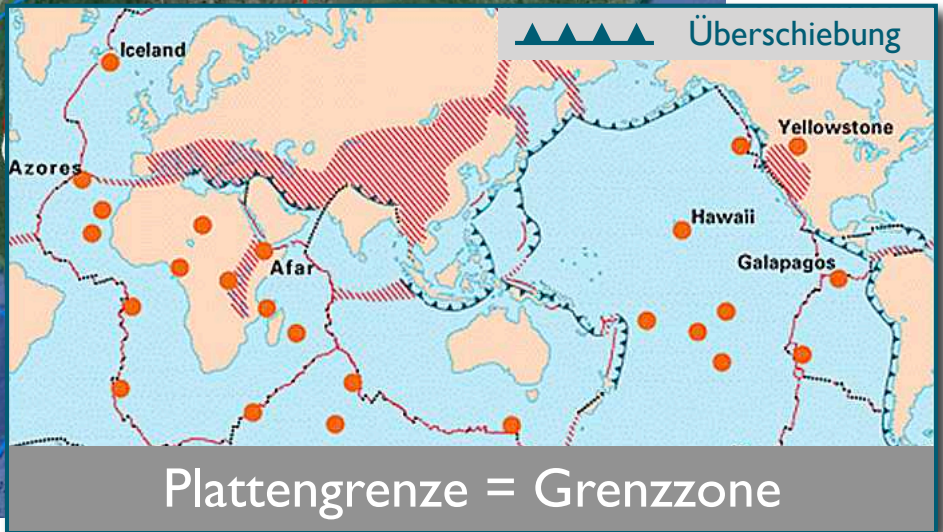 Überschiebung
Iceland
Yellowstone
Azores
Hawaii
Afar
Galapagos
Plattengrenze = Grenzzone